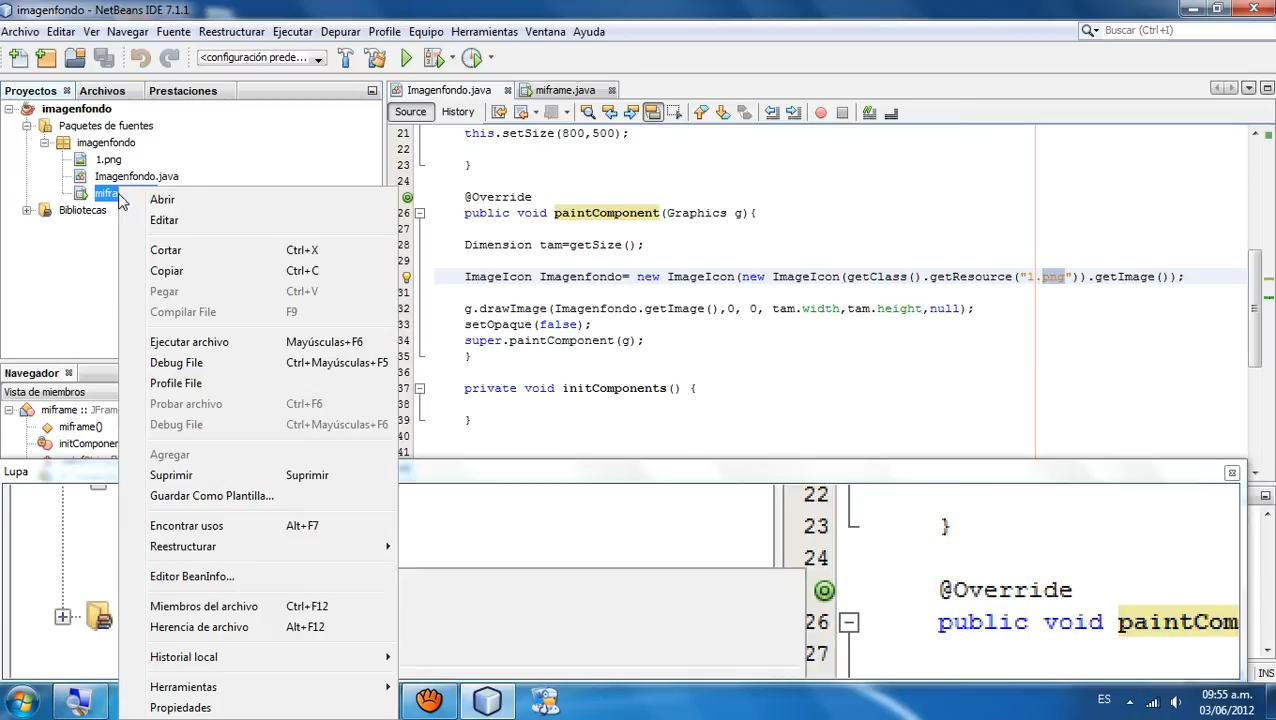 imagenfondo - NetBeans IDE 7.1.1
Archivo Editar Ver Navegar Fuente Reestructurar Ejecutar Depurar Profile Equipo Herramientas Ventana Ayuda
Buscar (Ctrl+I)
<configuración prede...
Proyectos Archivos Prestaciones
imagenfondo
Paquetes de fuentes
imagenfondo
1.png
Imagenfondo.java
mifra
Bibliotecas
Abrir
Editar
Cortar Ctrl+X
Copiar Ctrl+C
Pegar Ctrl+V
Compilar File F9
Ejecutar archivo Mayúsculas+F6
Debug File Ctrl+Mayúsculas+F5
Profile File
Probar archivo Ctrl+F6
Debug File Ctrl+Mayúsculas+F6
Agregar
Suprimir Suprimir
Guardar Como Plantilla...
Encontrar usos Alt+F7
Reestructurar
Editor BeanInfo...
Miembros del archivo Ctrl+F12
Herencia de archivo Alt+F12
Historial local
Herramientas
Propiedades
Navegador
Vista de miembros
miframe :: JFram
miframe()
initComponen
Imagenfondo.java miframe.java
Source History
21 this.setSize(800,500);
22
23 }
24
@Override
26 public void paintComponent(Graphics g){
27
28 Dimension tam=getSize();
29
ImageIcon Imagenfondo= new ImageIcon(new ImageIcon(getClass().getResource("1.png")).getImage());
31
32 g.drawImage(Imagenfondo.getImage(),0, 0, tam.width,tam.height,null);
33 setOpaque(false);
34 super.paintComponent(g);
35 }
36
37 private void initComponents() {
38
39 }
40
41
Lupa
22
23 }
24
@Override
26 public void paintCom
27
INS
ES
09:55 a.m.
03/06/2012